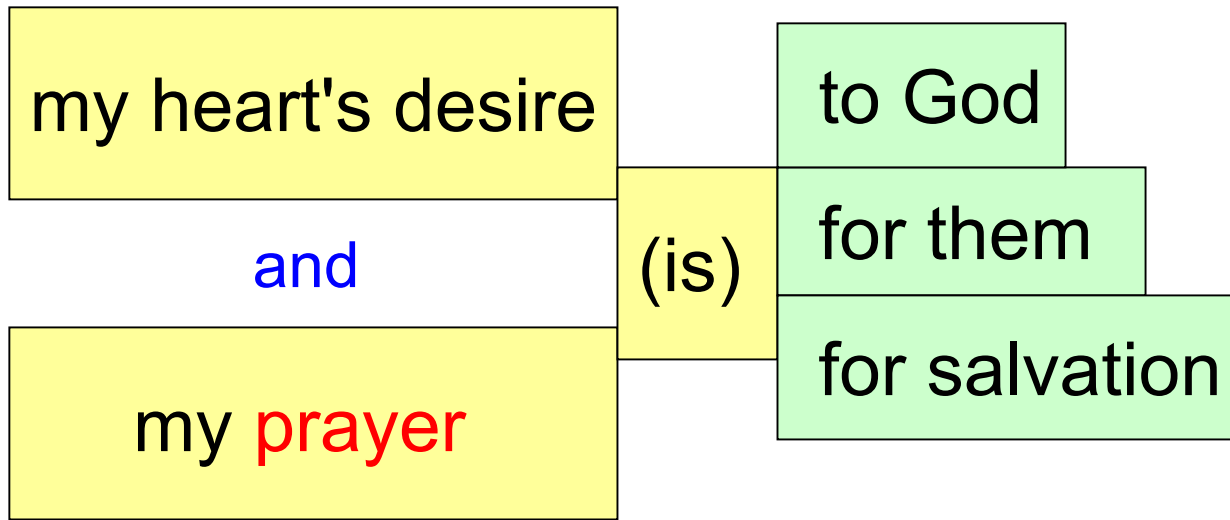 my heart's desire
and
my prayer
(is)
to God
for them
for salvation